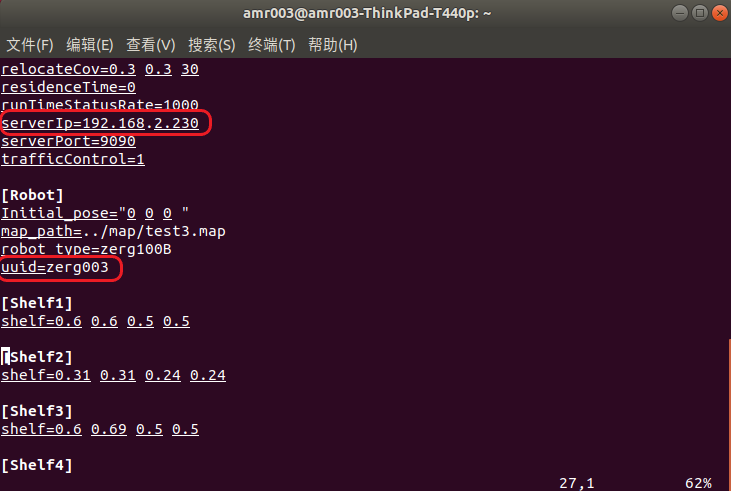 amr003@amr003-ThinkPad-T440p: ~
文件(F) 编辑(E) 查看(V) 搜索(S) 终端(T) 帮助(H)
relocateCov=0.3 0.3 30
residenceTime=0
runTimeStatusRate=1000
serverIp=192.168.2.230
serverPort=9090
trafficControl=1
[Robot]
Initial_pose="0 0 0 "
map_path=../map/test3.map
robot_type=zerg100B
uuid=zerg003
[Shelf1]
shelf=0.6 0.6 0.5 0.5
[Shelf2]
shelf=0.31 0.31 0.24 0.24
[Shelf3]
shelf=0.6 0.69 0.5 0.5
[Shelf4]
27,1 62%